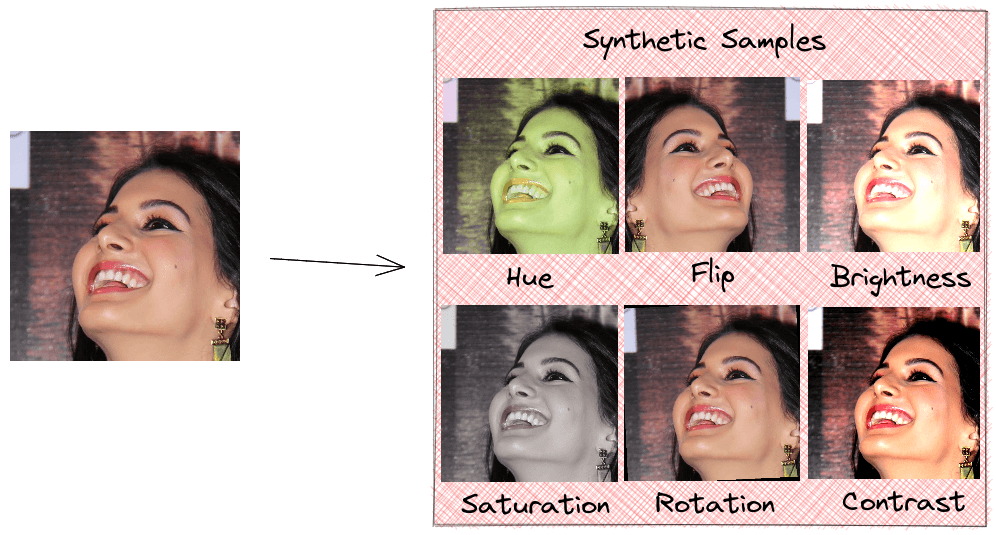 Synthetic Samples
Hue
Flip
Brightness
Saturation
Rotation
Contrast